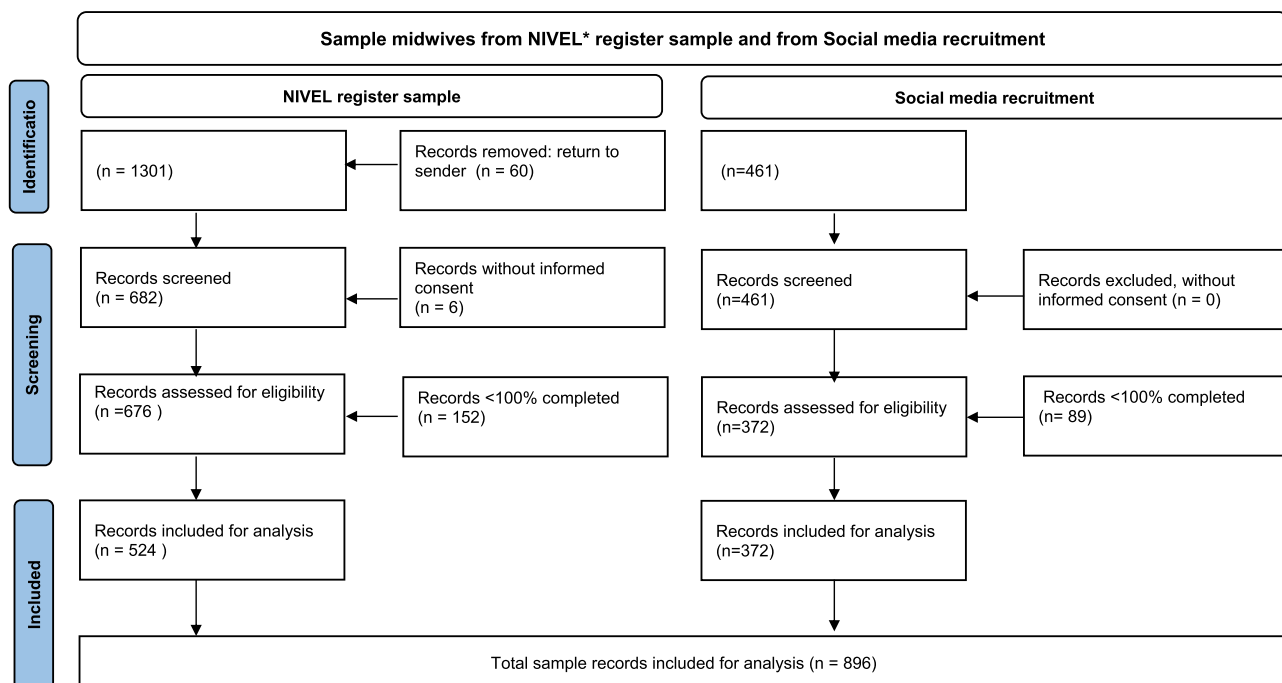 Sample midwives from NIVEL* register sample and from Social media recruitment
NIVEL register sample
Social media recruitment
Identificatio
(n = 1301)
Records removed: return to
sender (n = 60)
(n=461)
Screening
Records screened
(n = 682)
Records without informed
consent
(n = 6)
Records screened
(n=461)
Records excluded, without
informed consent (n = 0)
Records assessed for eligibility
(n =676 )
Records <100% completed
(n = 152)
Records assessed for eligibility
(n=372)
Records <100% completed
(n= 89)
Included
Records included for analysis
(n = 524 )
Records included for analysis
(n=372)
Total sample records included for analysis (n = 896)